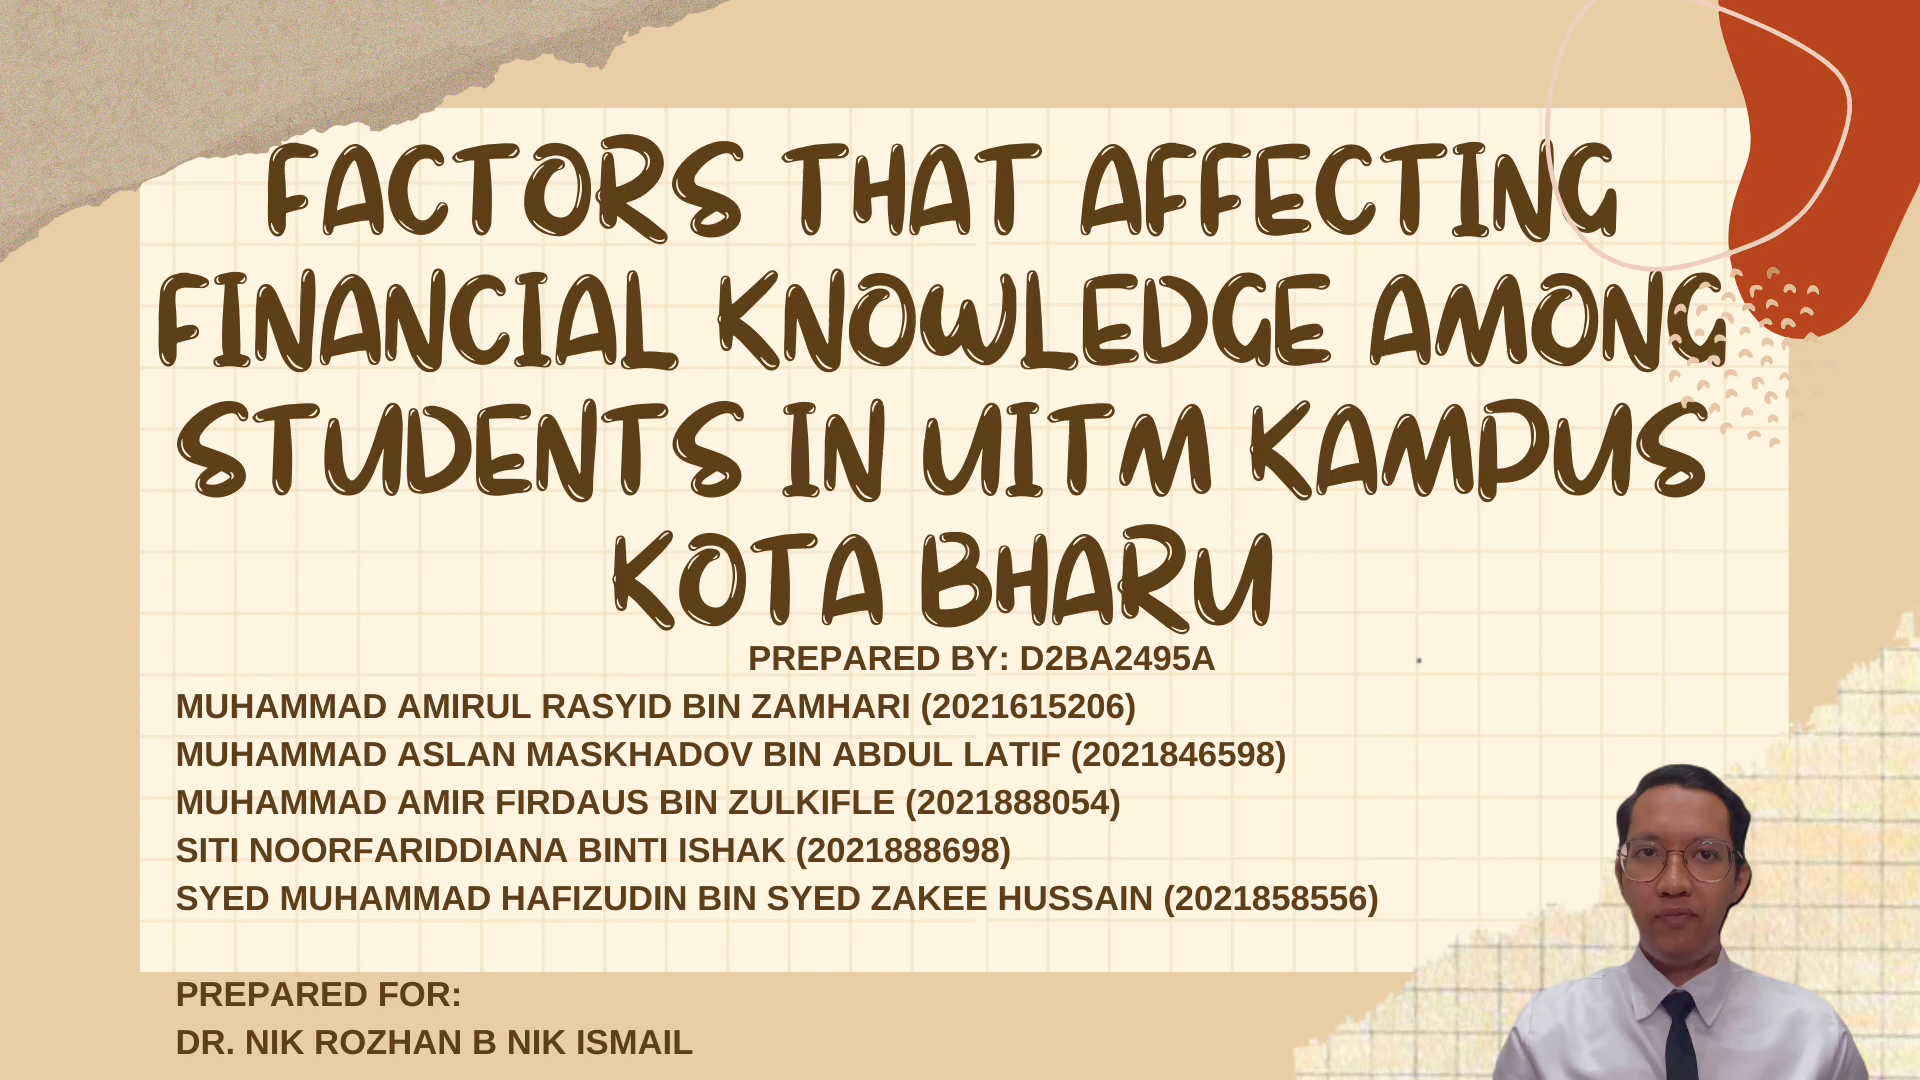 FACTORS THAT AFFECTING
FINANCIAL KNOWLEDGE AMONG
STUDENTS IN UITM KAMPUS
KOTA BHARU
PREPARED BY: D2BA2495A
MUHAMMAD AMIRUL RASYID BIN ZAMHARI (2021615206)
MUHAMMAD ASLAN MASKHADOV BIN ABDUL LATIF (2021846598)
MUHAMMAD AMIR FIRDAUS BIN ZULKIFLE (2021888054)
SITI NOORFARIDDIANA BINTI ISHAK (2021888698)
SYED MUHAMMAD HAFIZUDIN BIN SYED ZAKEE HUSSAIN (2021858556)
PREPARED FOR:
DR. NIK ROZHAN B NIK ISMAIL